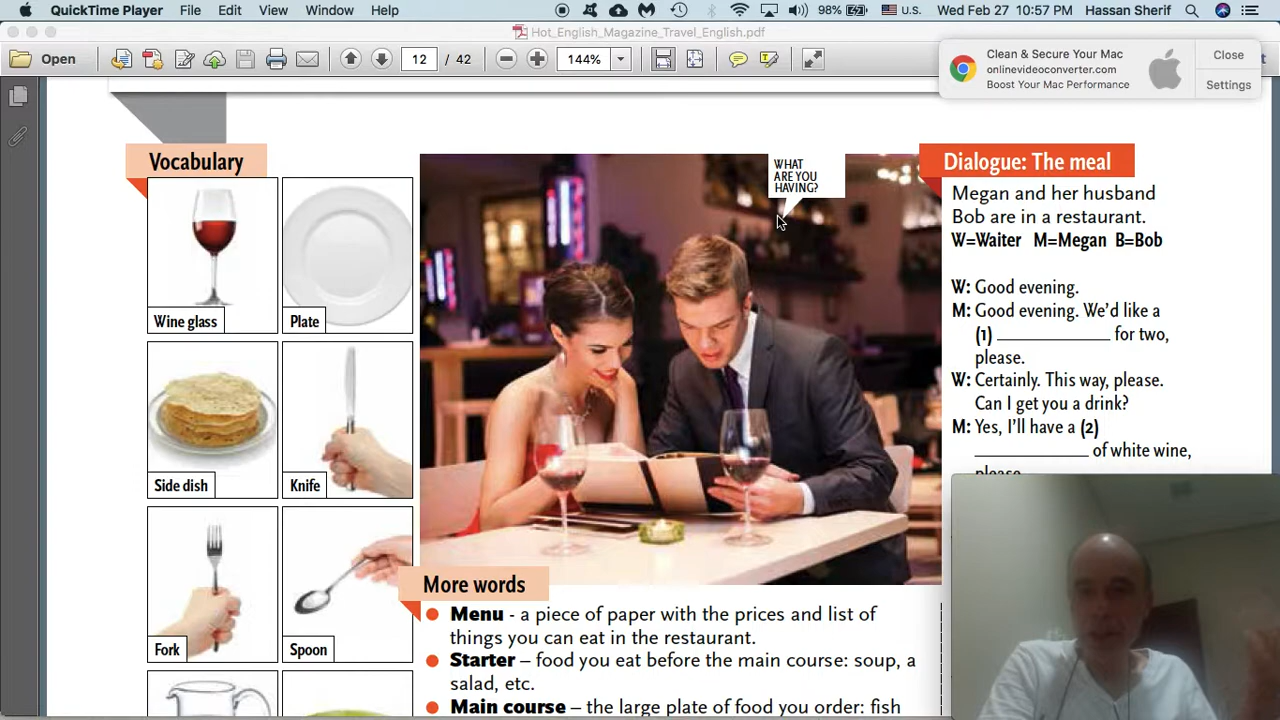 QuickTime Player File Edit View Window Help 98% U.S. Wed Feb 27 10:57 PM Hassan Sherif
Hot_English_Magazine_Travel_English.pdf
Open 12 / 42 144%
Clean & Secure Your Mac
onlinevideoconverter.com
Boost Your Mac Performance
Close
Settings
Vocabulary
Wine glass
Plate
Side dish
Knife
Fork
Spoon
WHAT
ARE YOU
HAVING?
More words
Menu - a piece of paper with the prices and list of
things you can eat in the restaurant.
Starter – food you eat before the main course: soup, a
salad, etc.
Main course – the large plate of food you order: fish
Dialogue: The meal
Megan and her husband
Bob are in a restaurant.
W=Waiter M=Megan B=Bob
W: Good evening.
M: Good evening. We'd like a
(1) ____________ for two,
please.
W: Certainly. This way, please.
Can I get you a drink?
M: Yes, I'll have a (2)
____________ of white wine,
please